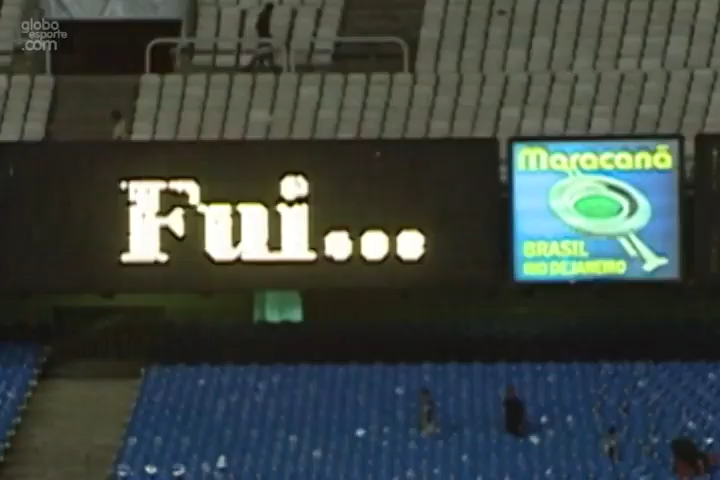 globo
esporte
.com
Fui...
Maracanã
BRASIL
RIO DE JANEIRO